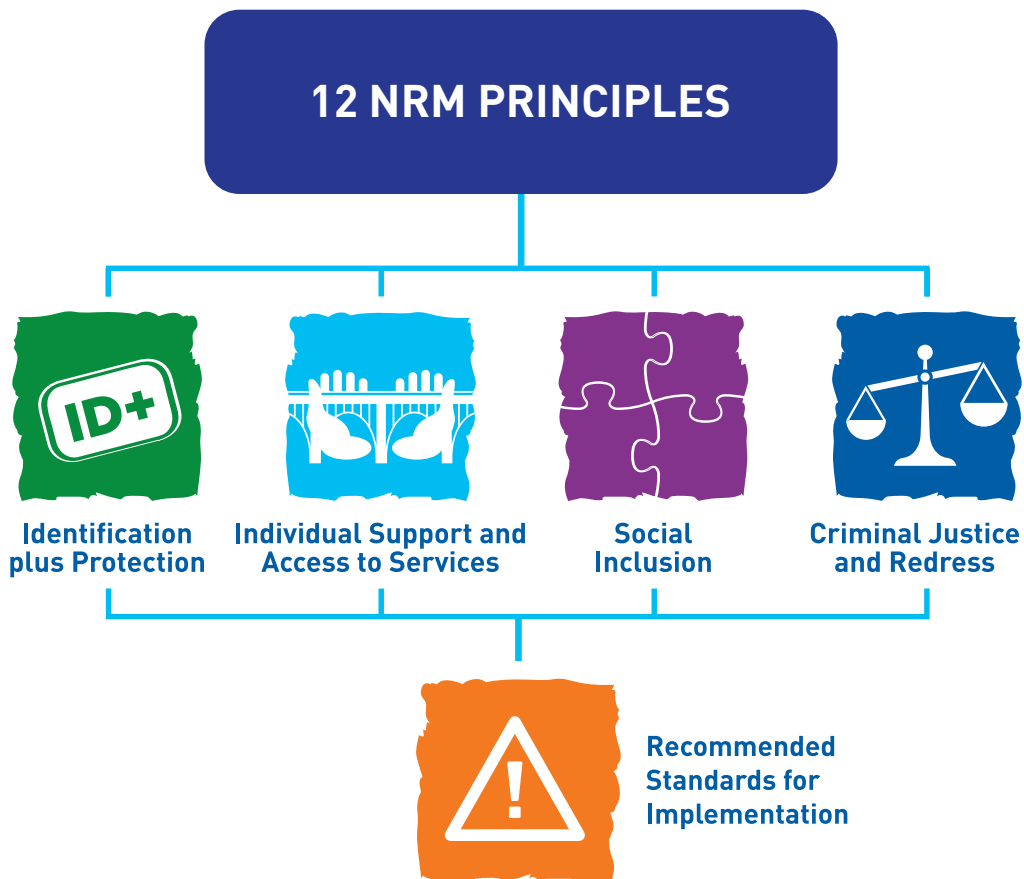 12 NRM PRINCIPLES
ID+
Identification
plus Protection
Individual Support and
Access to Services
Social
Inclusion
Criminal Justice
and Redress
!
Recommended
Standards for
Implementation